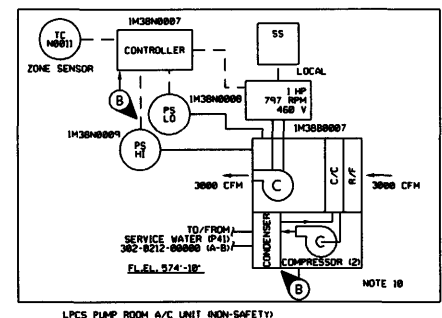 1M38N0007
TC
N0011
CONTROLLER
SS
ZONE SENSOR
LOCAL
B
1M38N0008
PS
LO
1 HP
797 RPM
460 V
1M38N0009
PS
HI
1M38B0007
C
C/C
R/F
3000 CFM
3000 CFM
TO/FROM
SERVICE WATER (P41)
302-0212-00000 (A-B)
CONDENSER
C
COMPRESSOR (2)
FL.EL. 574'-10"
B
NOTE 10
LPCS PUMP ROOM A/C UNIT (NON-SAFETY)